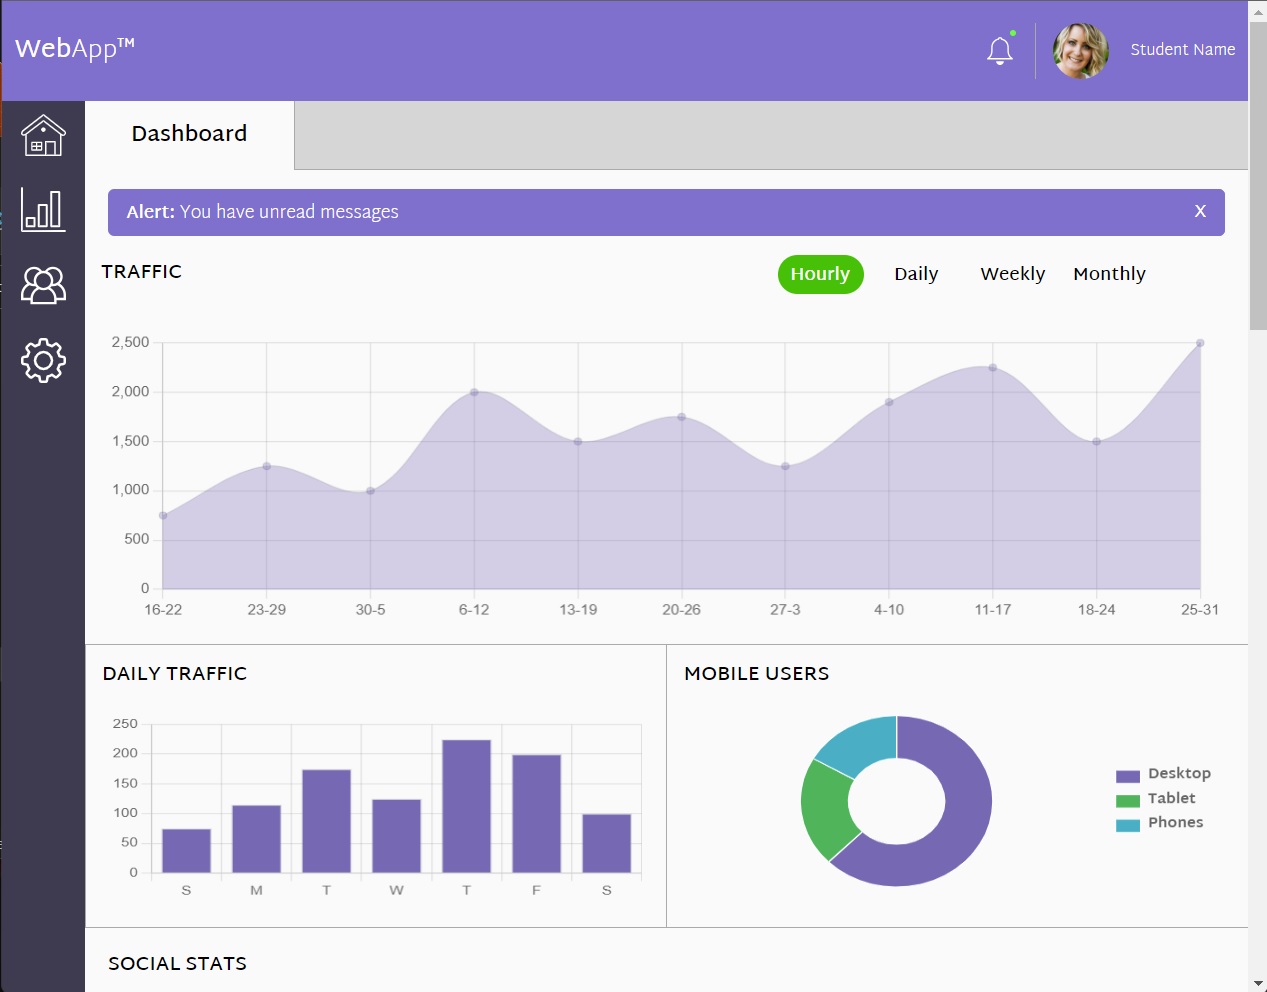 WebApp™
Student Name
Dashboard
Alert: You have unread messages X
TRAFFIC
Hourly Daily Weekly Monthly
2,500
2,000
1,500
1,000
500
0
16-22 23-29 30-5 6-12 13-19 20-26 27-3 4-10 11-17 18-24 25-31
DAILY TRAFFIC
250
200
150
100
50
0
S M T W T F S
MOBILE USERS
Desktop
Tablet
Phones
SOCIAL STATS